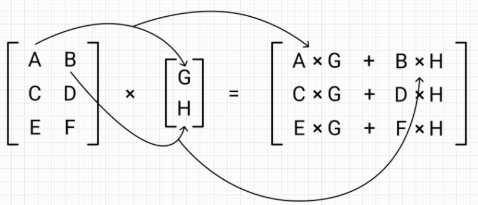 A B G A × G + B × H
C D × = C × G + D × H
E F H E × G + F × H